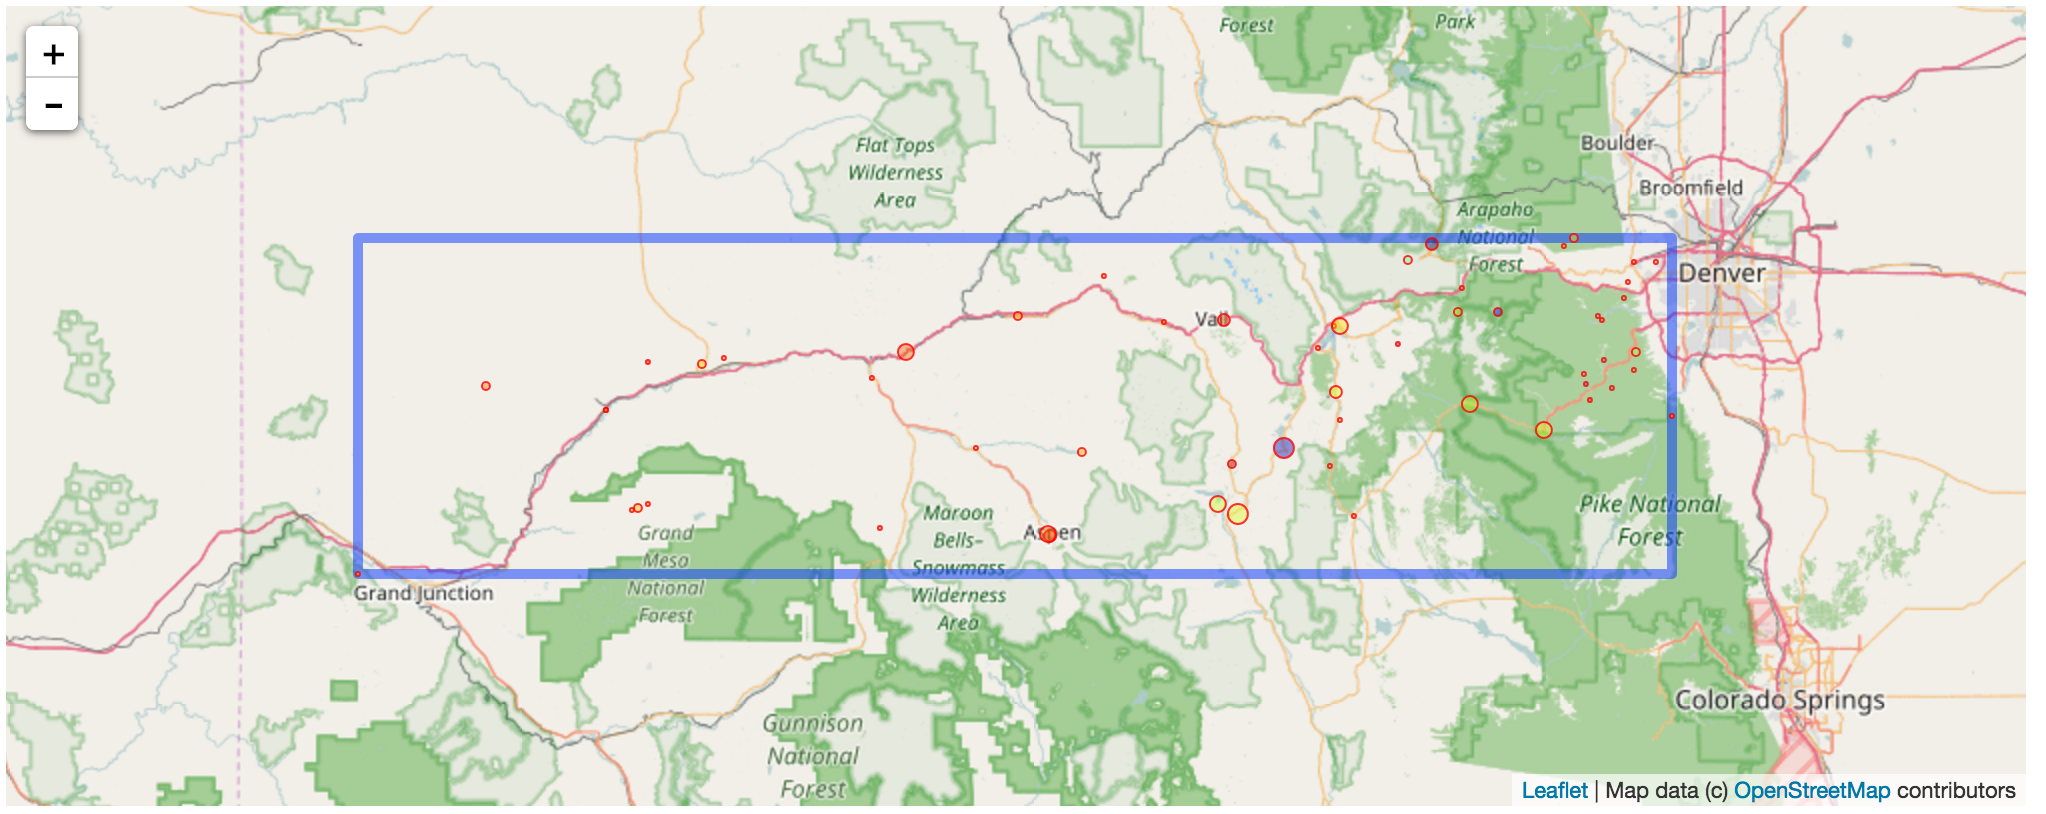 +
-
Forest
Park
Flat Tops
Wilderness
Area
Boulder
Broomfield
Arapaho
National
Forest
Denver
Vail
Pike National
Forest
Maroon
Bells-
Snowmass
Wilderness
Area
Aspen
Grand
Mesa
National
Forest
Grand Junction
Colorado Springs
Gunnison
National
Forest
Leaflet | Map data (c) OpenStreetMap contributors